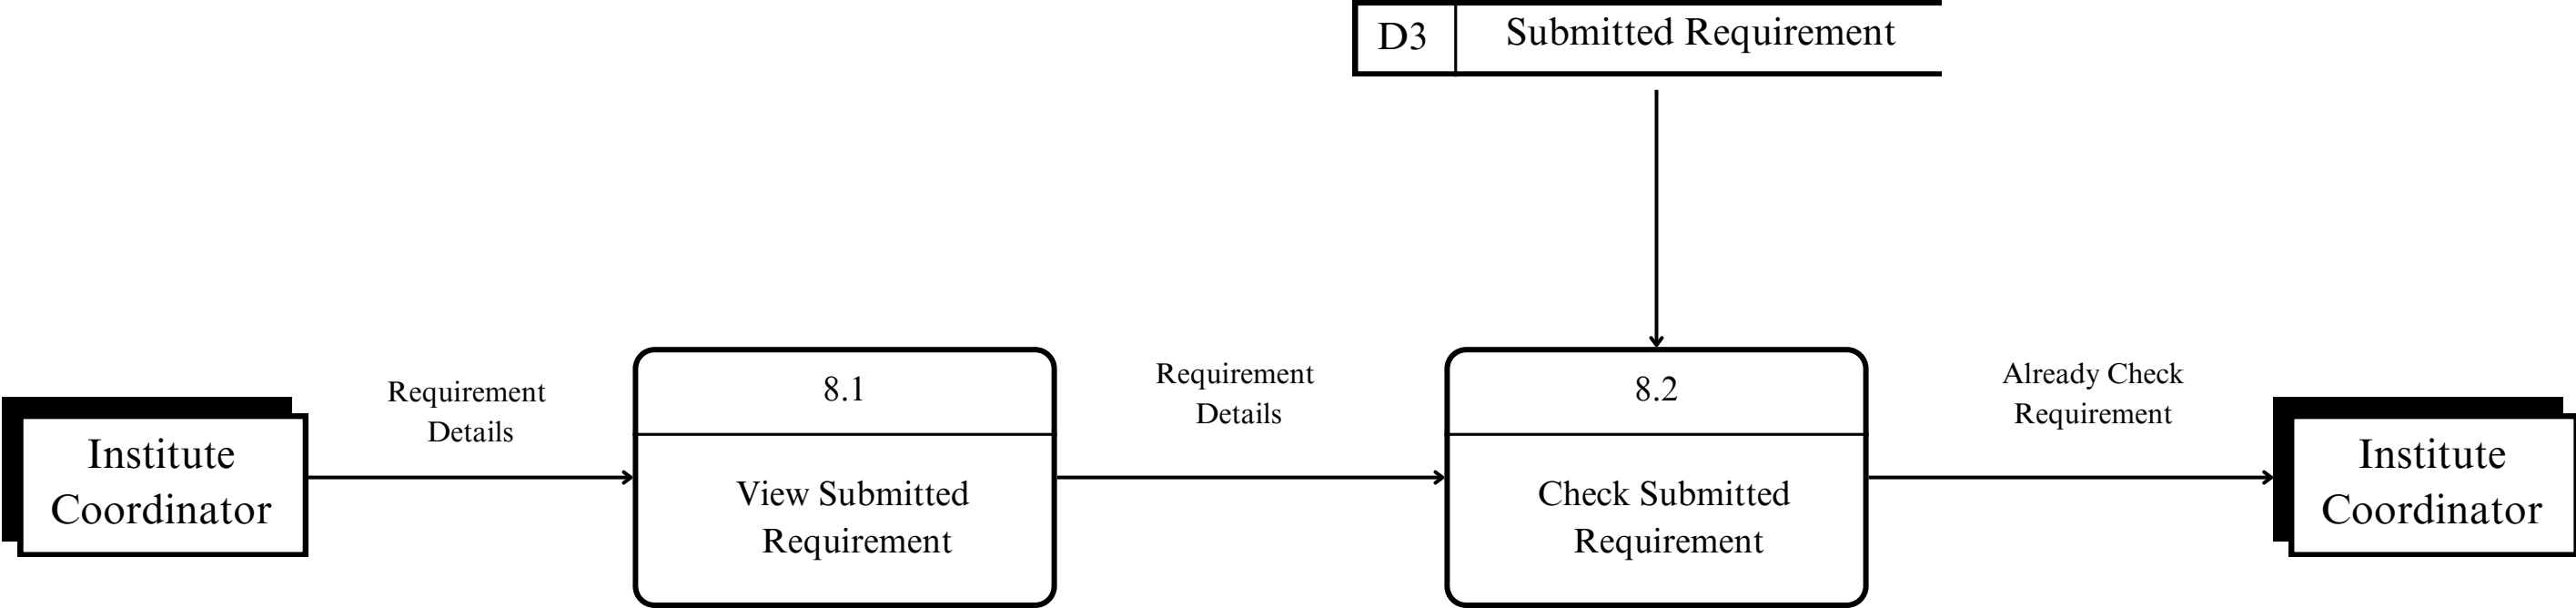 D3
Submitted Requirement
Institute
Coordinator
Requirement
Details
8.1
View Submitted
Requirement
Requirement
Details
8.2
Check Submitted
Requirement
Already Check
Requirement
Institute
Coordinator